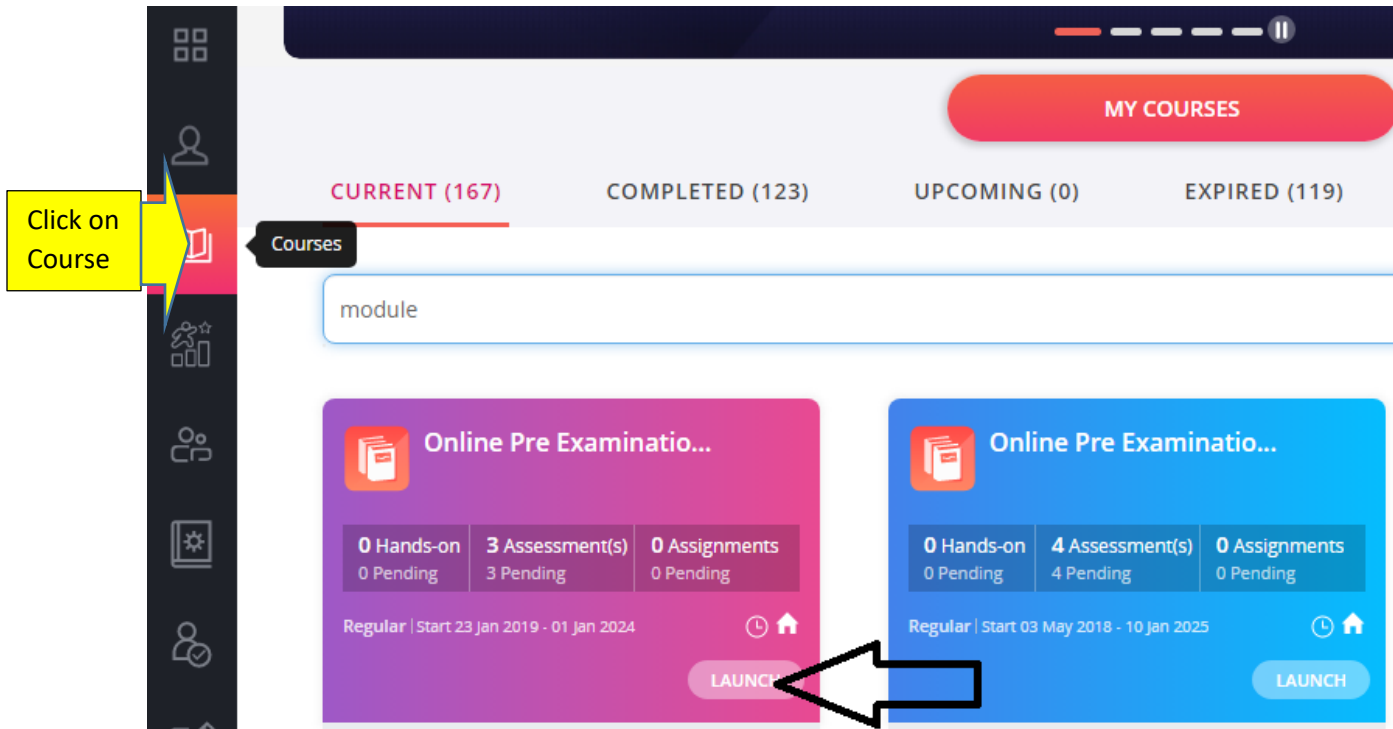 MY COURSES
CURRENT (167) COMPLETED (123) UPCOMING (0) EXPIRED (119)
Click on
Course
Courses
module
Online Pre Examinatio...
0 Hands-on 3 Assessment(s) 0 Assignments
0 Pending 3 Pending 0 Pending
Regular | Start 23 Jan 2019 - 01 Jan 2024
LAUNCH
Online Pre Examinatio...
0 Hands-on 4 Assessment(s) 0 Assignments
0 Pending 4 Pending 0 Pending
Regular | Start 03 May 2018 - 10 Jan 2025
LAUNCH